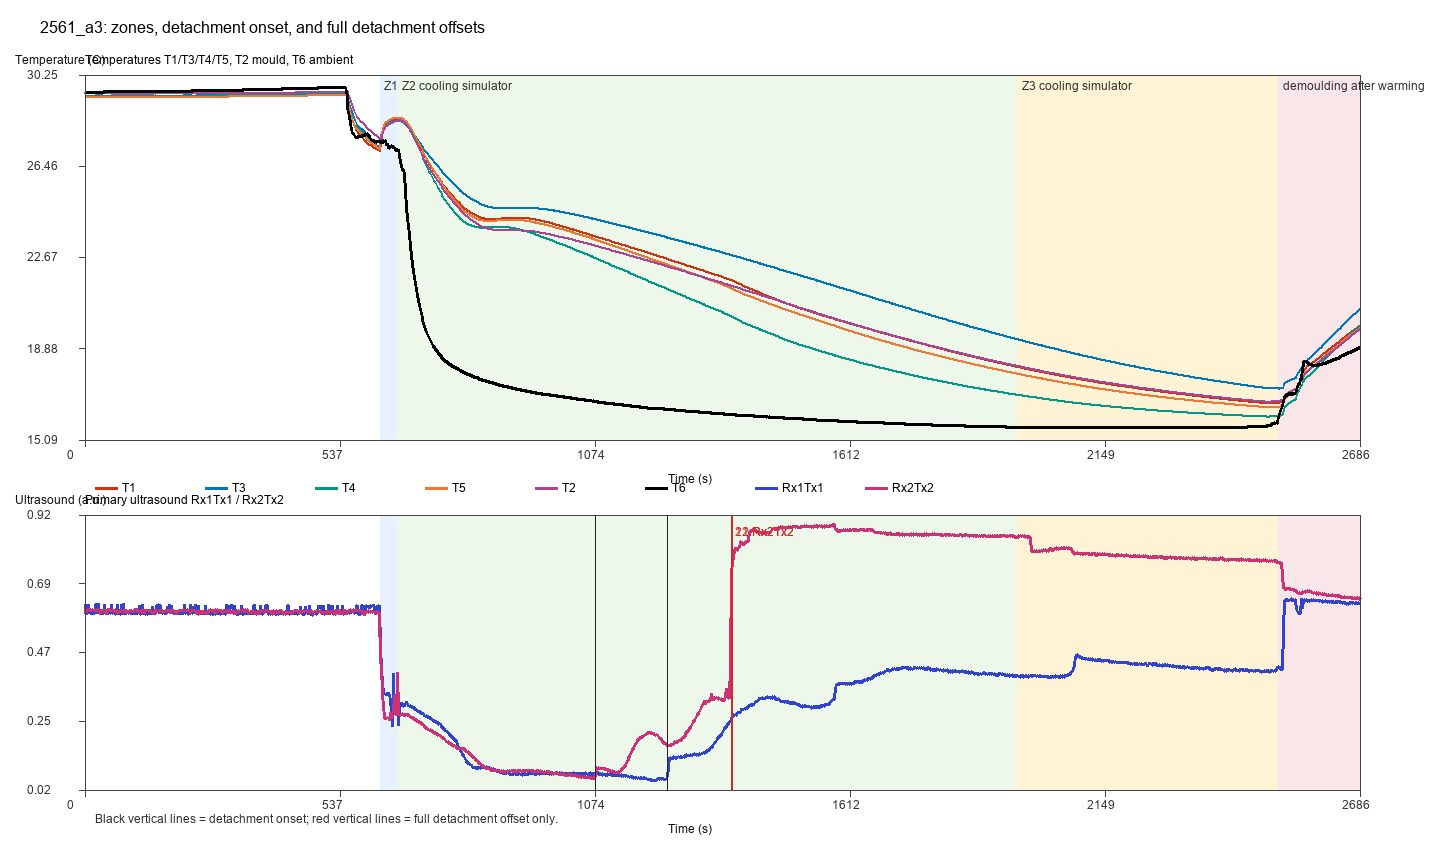 2561_a3: zones, detachment onset, and full detachment offsets
Temperatures T1/T3/T4/T5, T2 mould, T6 ambient
30.25
Z1 Z2 cooling simulator Z3 cooling simulator demoulding after warming
26.46
22.67
18.88
15.09
0 537 1074 1612 2149 2686
Time (s)
T1 T3 T4 T5 T2 T6 Rx1Tx1 Rx2Tx2
Primary ultrasound Rx1Tx1 / Rx2Tx2
0.92
Rx2Tx2
0.69
0.47
0.25
0.02
0 537 1074 1612 2149 2686
Black vertical lines = detachment onset; red vertical lines = full detachment offset only.
Time (s)